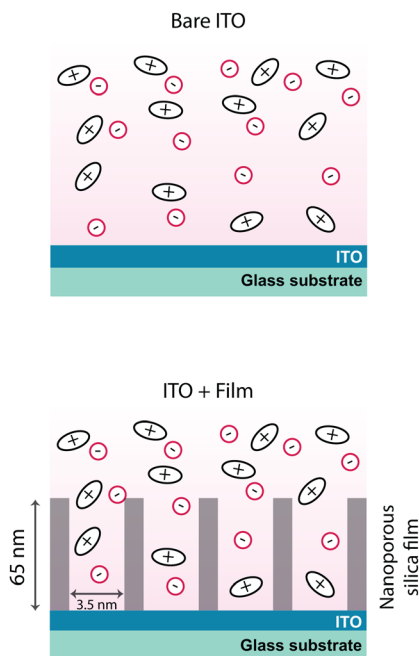 Bare ITO
ITO
Glass substrate
ITO + Film
65 nm
3.5 nm
Nanoporous
silica film
ITO
Glass substrate